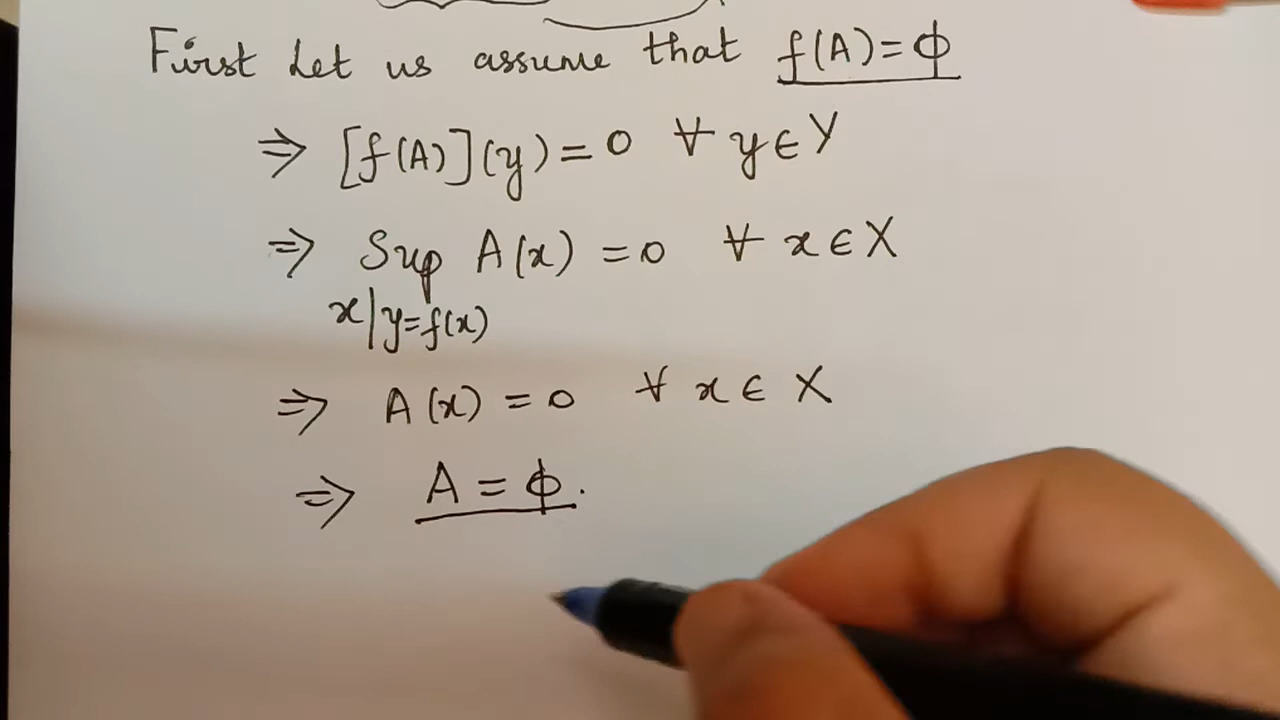 First let us assume that f(A)=ϕ
⇒ [f(A)](y)=0 ∀ y∈Y
⇒ Sup A(x) = 0 ∀ x∈X
x|y=f(x)
⇒ A(x) = 0 ∀ x∈X
⇒ A = ϕ.